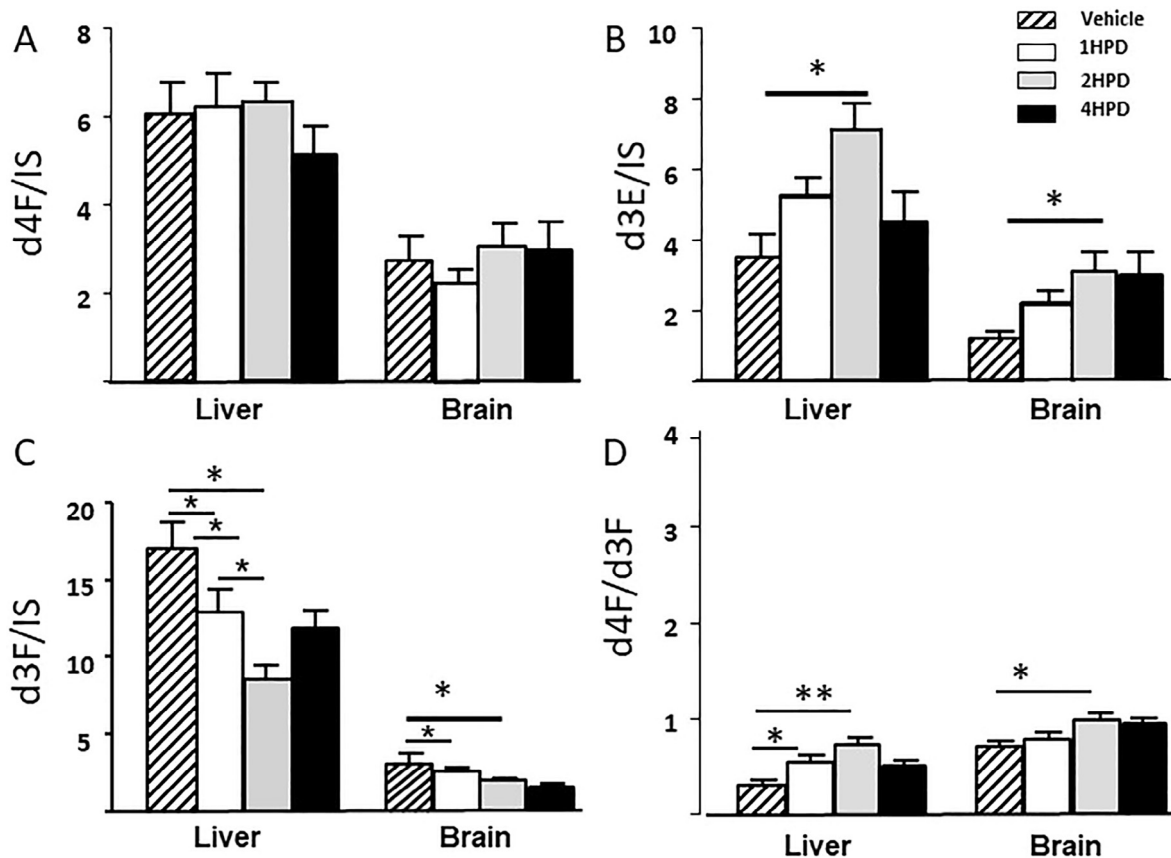 A
d4F/IS
8
6
4
2
Liver
Brain
B
d3E/IS
10
8
6
4
2
*
*
Liver
Brain
Vehicle
1HPD
2HPD
4HPD
C
d3F/IS
20
15
10
5
*
*
*
*
*
*
Liver
Brain
D
d4F/d3F
4
3
2
1
**
*
*
Liver
Brain